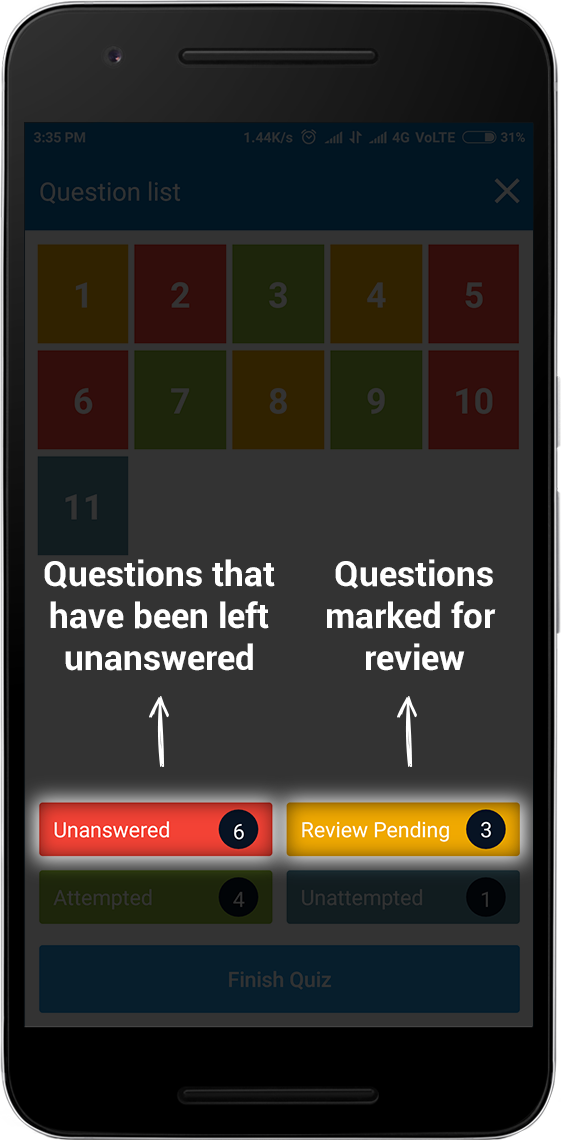 3:35 PM 1.44K/s 4G VoLTE 31%
Question list
1 2 3 4 5
6 7 8 9 10
11
Questions that
have been left
unanswered
Questions
marked for
review
Unanswered 6
Review Pending 3
Attempted 4
Unattempted 1
Finish Quiz